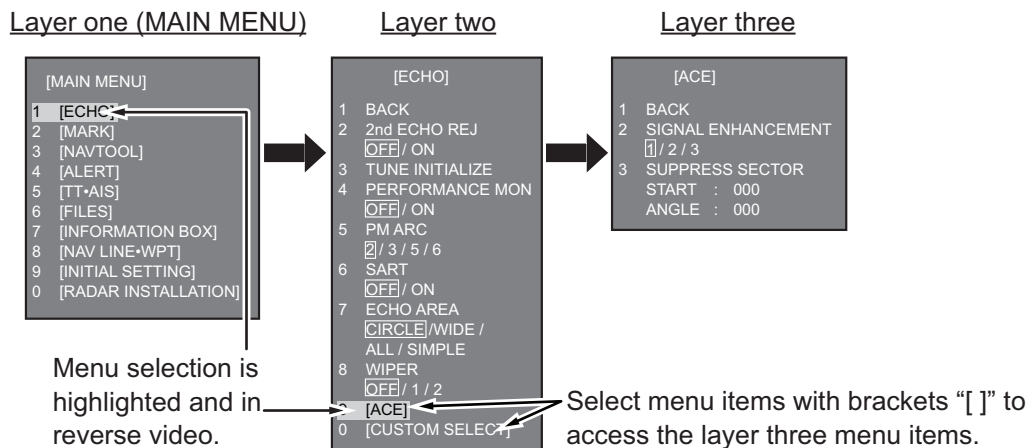 Layer one (MAIN MENU)
[MAIN MENU]
1 [ECHO]
2 [MARK]
3 [NAVTOOL]
4 [ALERT]
5 [TT•AIS]
6 [FILES]
7 [INFORMATION BOX]
8 [NAV LINE•WPT]
9 [INITIAL SETTING]
0 [RADAR INSTALLATION]
Menu selection is
highlighted and in
reverse video.
Layer two
[ECHO]
1 BACK
2 2nd ECHO REJ
OFF / ON
3 TUNE INITIALIZE
4 PERFORMANCE MON
OFF / ON
5 PM ARC
2 / 3 / 5 / 6
6 SART
OFF / ON
7 ECHO AREA
CIRCLE /WIDE /
ALL / SIMPLE
8 WIPER
OFF / 1 / 2
9 [ACE]
0 [CUSTOM SELECT]
Layer three
[ACE]
1 BACK
2 SIGNAL ENHANCEMENT
1 / 2 / 3
3 SUPPRESS SECTOR
START : 000
ANGLE : 000
Select menu items with brackets “[ ]” to
access the layer three menu items.